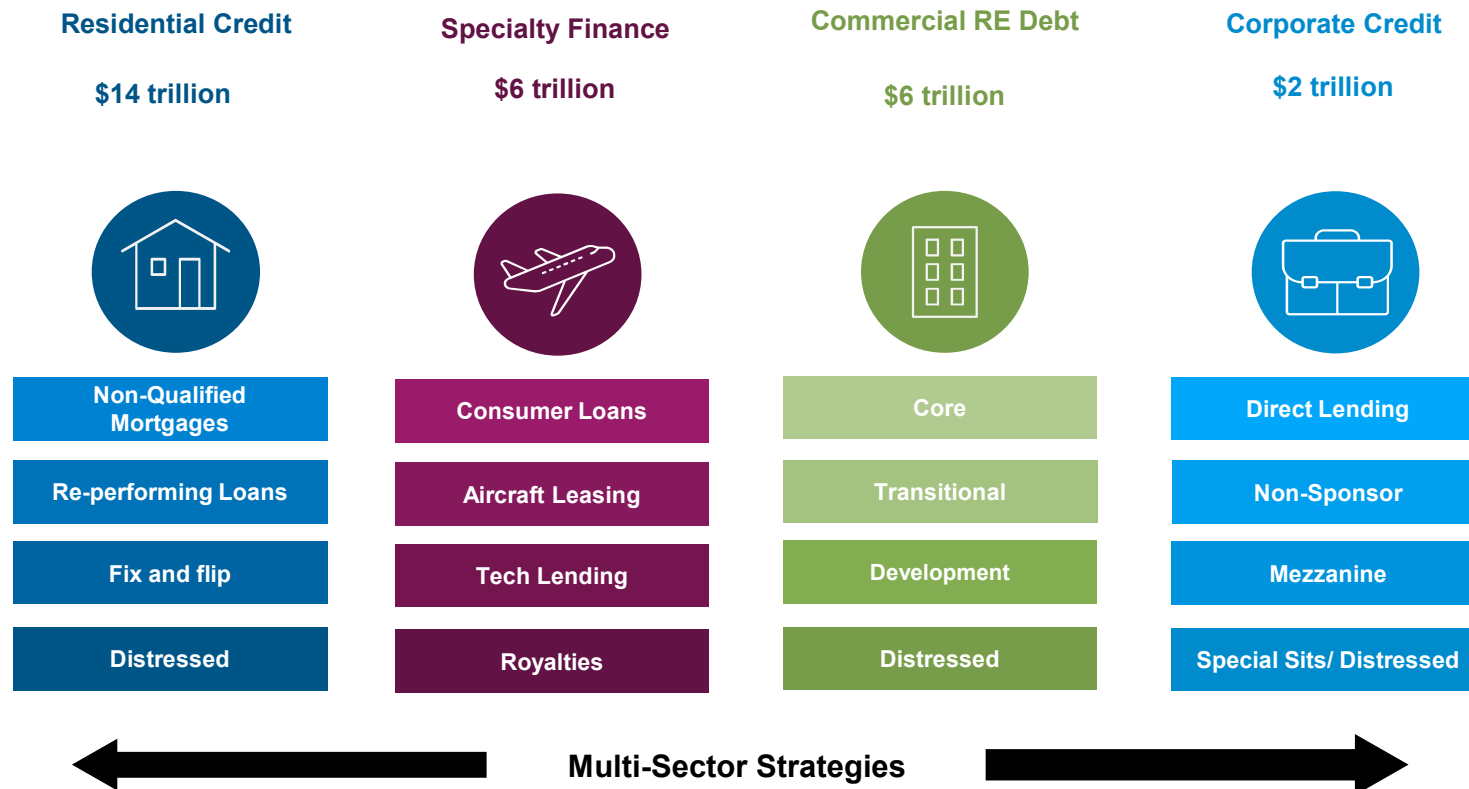 Residential Credit
$14 trillion
Non-Qualified
Mortgages
Re-performing Loans
Fix and flip
Distressed
Specialty Finance
$6 trillion
Consumer Loans
Aircraft Leasing
Tech Lending
Royalties
Commercial RE Debt
$6 trillion
Core
Transitional
Development
Distressed
Corporate Credit
$2 trillion
Direct Lending
Non-Sponsor
Mezzanine
Special Sits/ Distressed
Multi-Sector Strategies